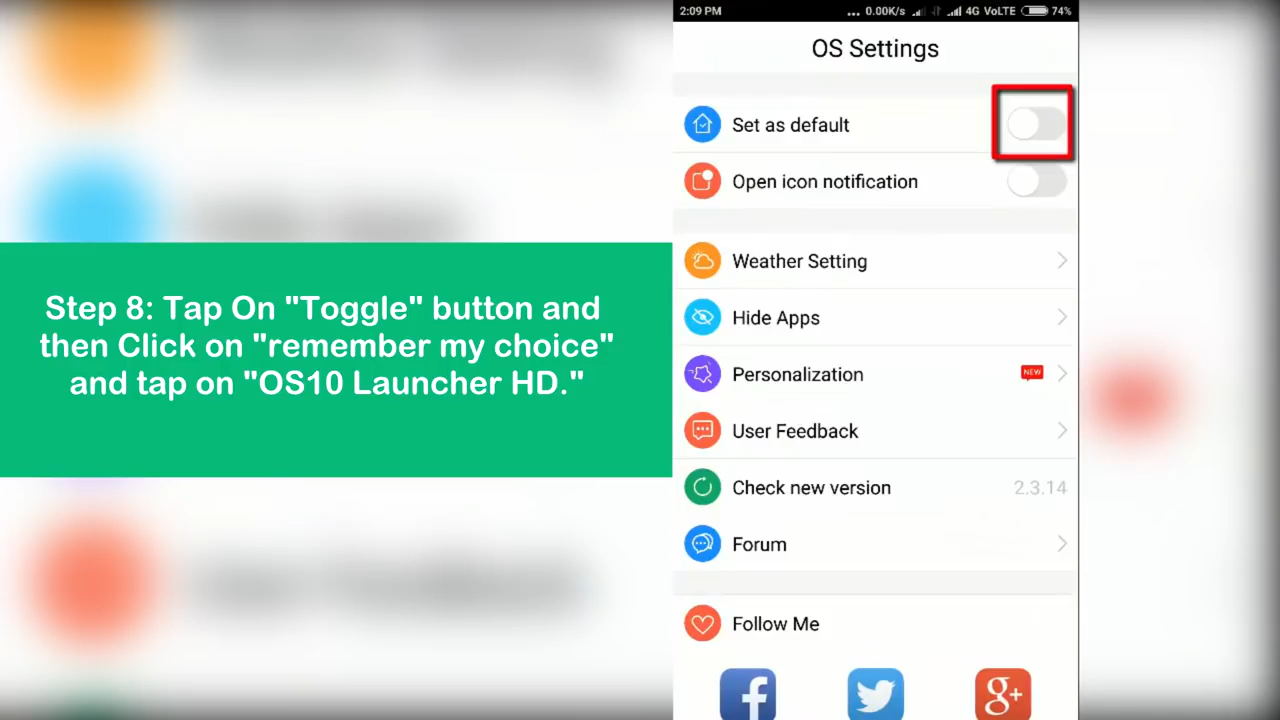 Step 8: Tap On "Toggle" button and
then Click on "remember my choice"
and tap on "OS10 Launcher HD."
2:09 PM ... 0.00K/s 4G VoLTE 74%
OS Settings
Set as default
Open icon notification
Weather Setting
Hide Apps
Personalization NEW
User Feedback
Check new version 2.3.14
Forum
Follow Me